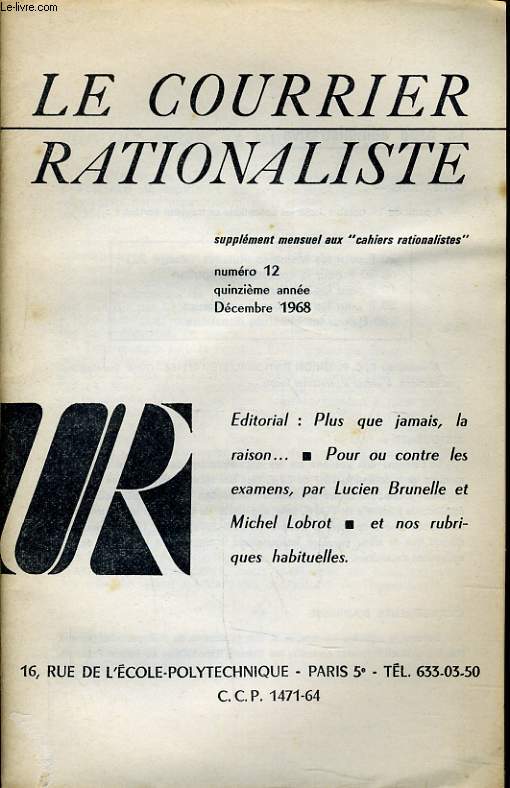 Le-livre.com
LE COURRIER
RATIONALISTE
supplément mensuel aux "cahiers rationalistes"
numéro 12
quinzième année
Décembre 1968
UR
Editorial : Plus que jamais, la
raison... ■ Pour ou contre les
examens, par Lucien Brunelle et
Michel Lobrot ■ et nos rubri-
ques habituelles.
16, RUE DE L'ÉCOLE-POLYTECHNIQUE - PARIS 5e - TÉL. 633-03-50
C.C.P. 1471-64